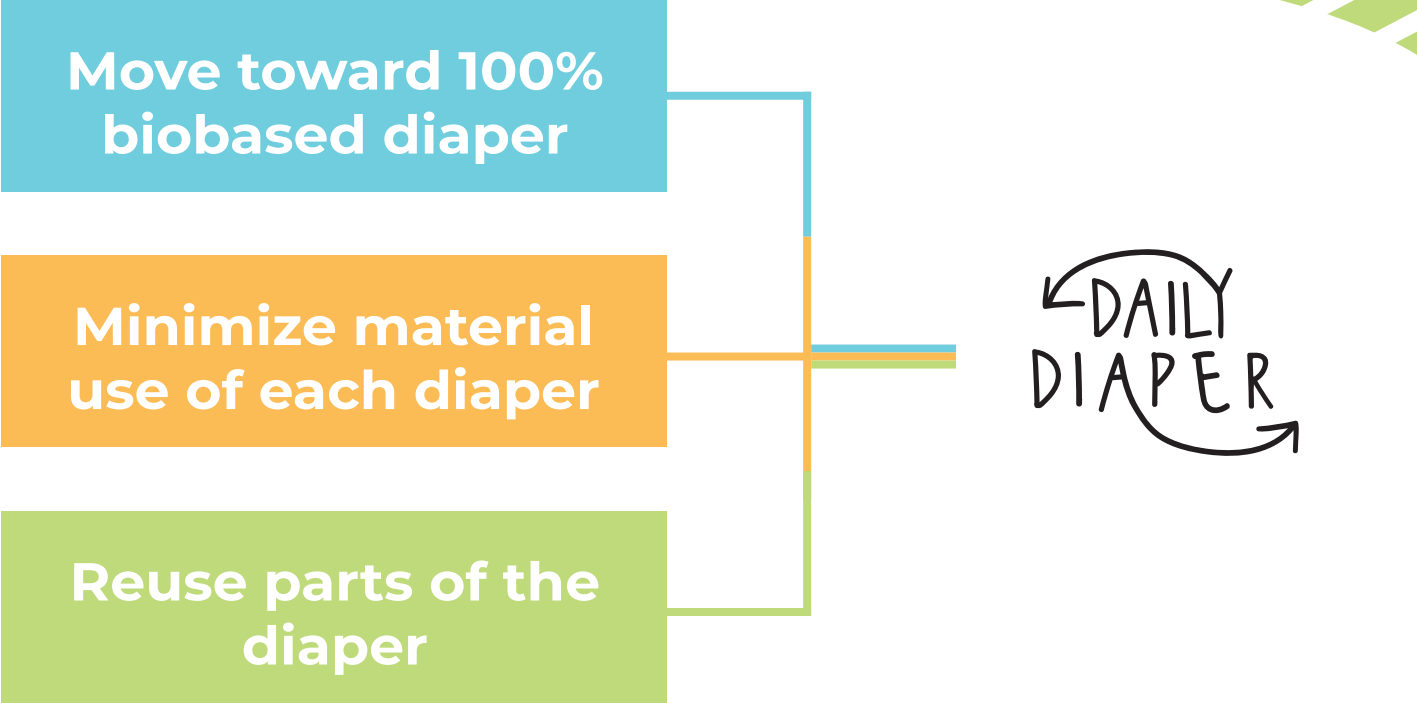 Move toward 100%
biobased diaper
Minimize material
use of each diaper
Reuse parts of the
diaper
DAILY
DIAPER